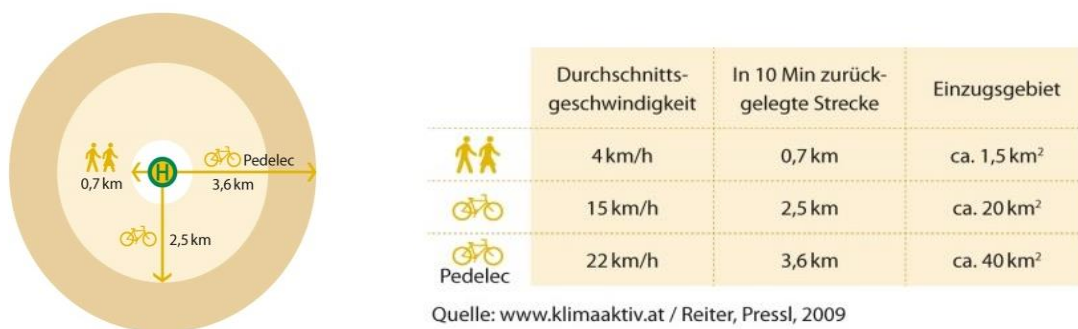 H
Pedelec
0,7 km
3,6 km
2,5 km
Durchschnitts-
geschwindigkeit
In 10 Min zurück-
gelegte Strecke
Einzugsgebiet
4 km/h
0,7 km
ca. 1,5 km²
15 km/h
2,5 km
ca. 20 km²
Pedelec
22 km/h
3,6 km
ca. 40 km²
Quelle: www.klimaaktiv.at / Reiter, Pressl, 2009